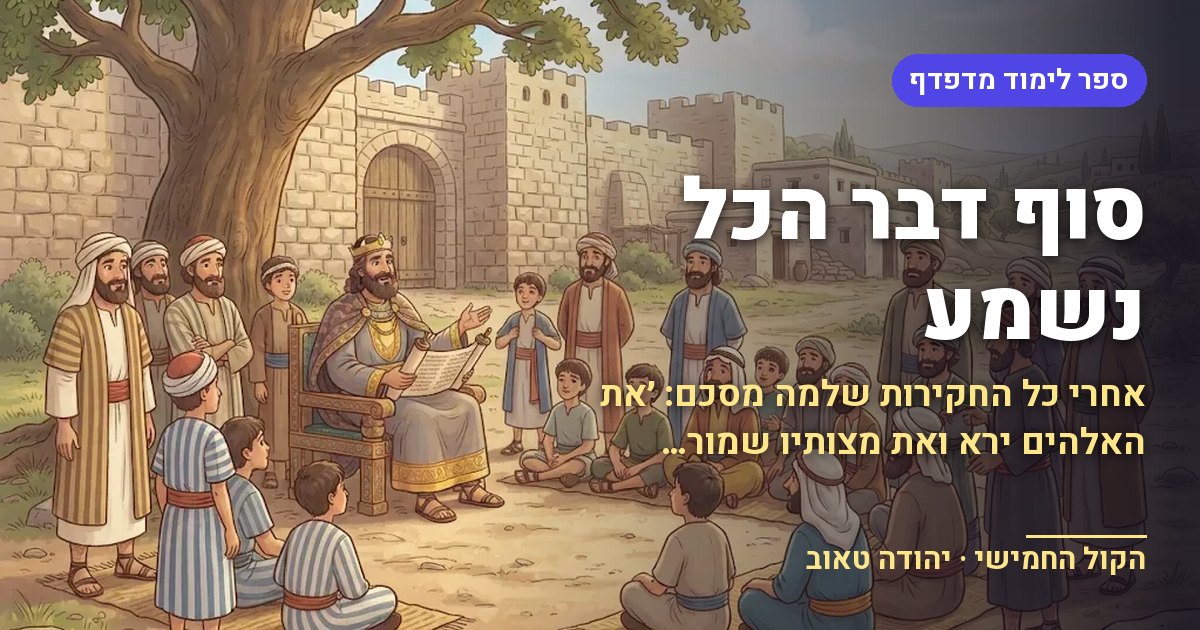 ספר לימוד מדפדף
סוף דבר הכל
נשמע
אחרי כל החקירות שלמה מסכם: ׳את
האלהים ירא ואת מצותיו שמור...
הקול החמישי · יהודה טאוב